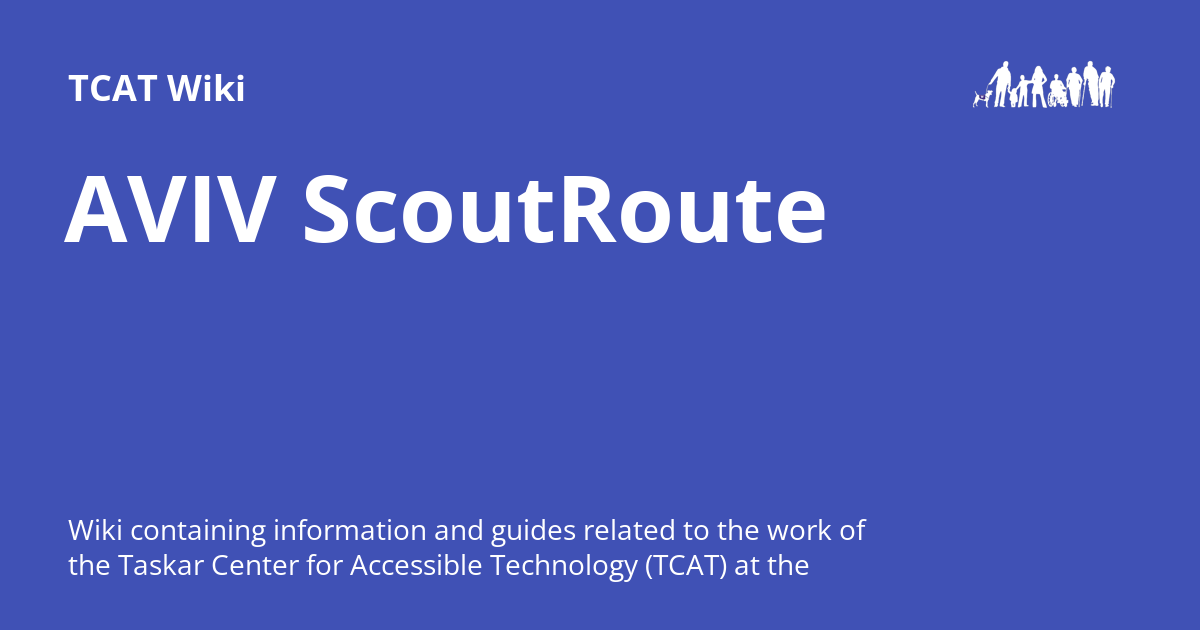 TCAT Wiki
AVIV ScoutRoute
Wiki containing information and guides related to the work of
the Taskar Center for Accessible Technology (TCAT) at the